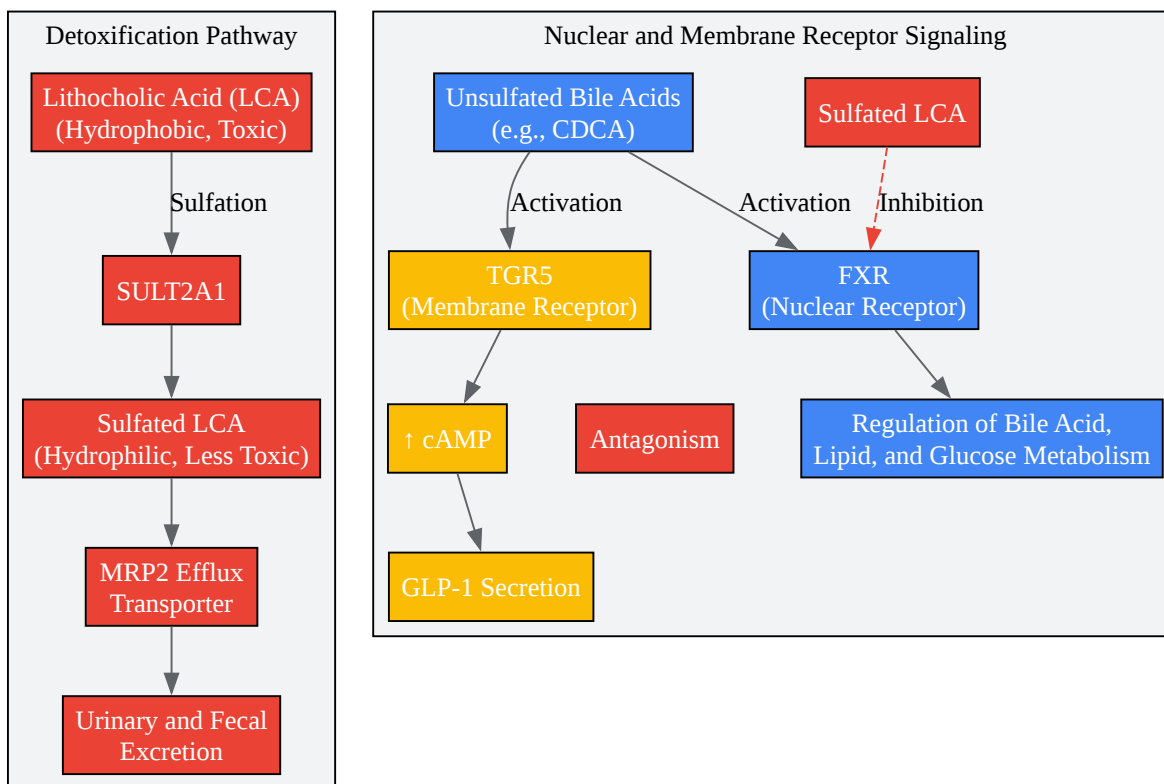 Detoxification Pathway
Lithocholic Acid (LCA)
(Hydrophobic, Toxic)
Sulfation
SULT2A1
Sulfated LCA
(Hydrophilic, Less Toxic)
MRP2 Efflux
Transporter
Urinary and Fecal
Excretion
Nuclear and Membrane Receptor Signaling
Unsulfated Bile Acids
(e.g., CDCA)
Sulfated LCA
Activation
Activation
Inhibition
TGR5
(Membrane Receptor)
FXR
(Nuclear Receptor)
↑ cAMP
Antagonism
Regulation of Bile Acid,
Lipid, and Glucose Metabolism
GLP-1 Secretion